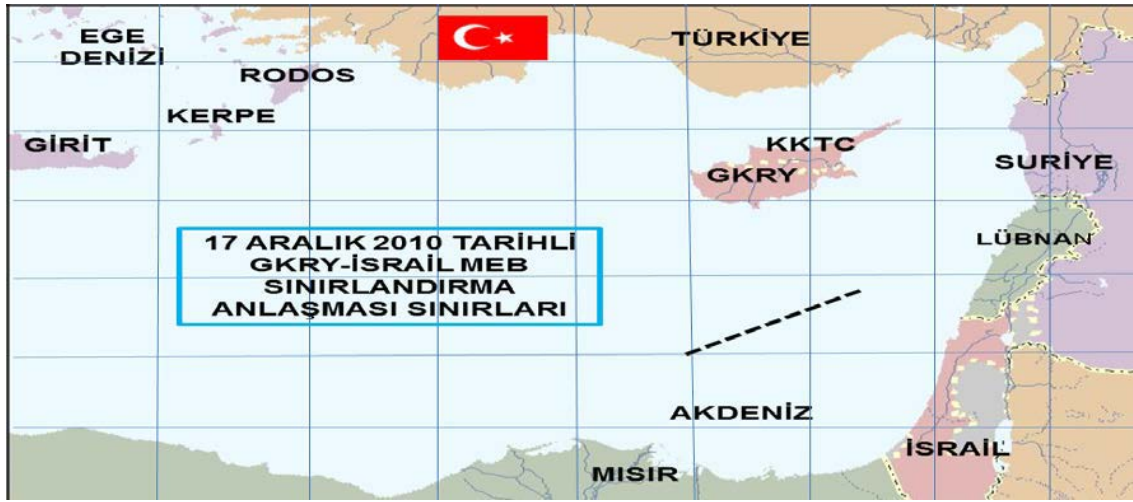 EGE
DENİZİ
TÜRKİYE
RODOS
KERPE
GİRİT
KKTC
GKRY
SURİYE
17 ARALIK 2010 TARİHLİ
GKRY-İSRAİL MEB
SINIRLANDIRMA
ANLAŞMASI SINIRLARI
LÜBNAN
AKDENİZ
İSRAİL
MISIR